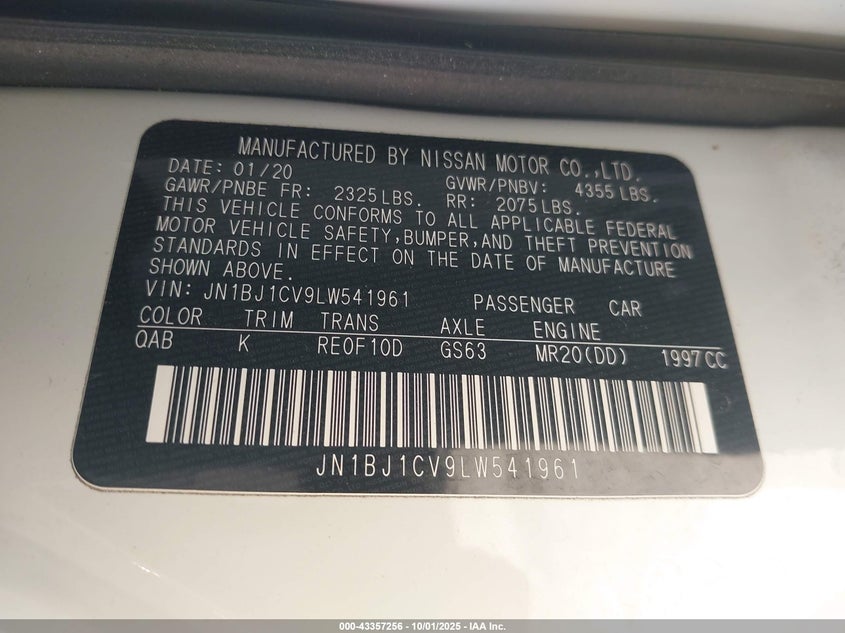 MANUFACTURED BY NISSAN MOTOR CO.,LTD.
DATE: 01/20 GVWR/PNBV: 4355 LBS.
GAWR/PNBE FR: 2325 LBS. RR: 2075 LBS.
THIS VEHICLE CONFORMS TO ALL APPLICABLE FEDERAL
MOTOR VEHICLE SAFETY,BUMPER,AND THEFT PREVENTION
STANDARDS IN EFFECT ON THE DATE OF MANUFACTURE
SHOWN ABOVE.
VIN: JN1BJ1CV9LW541961 PASSENGER CAR
COLOR TRIM TRANS AXLE ENGINE
QAB K RE0F10D GS63 MR20(DD) 1997CC
JN1BJ1CV9LW541961
000-43357256 - 10/01/2025 - IAA Inc.